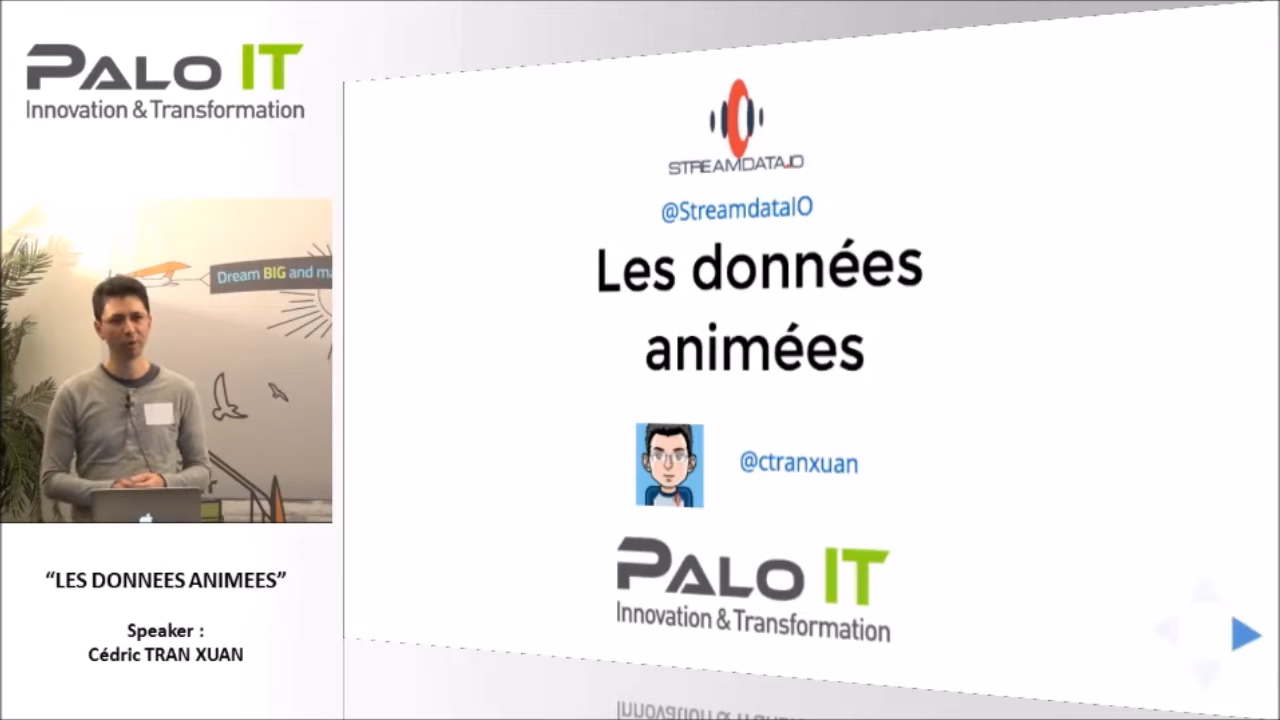 PALO IT
Innovation & Transformation
Dream BIG and ma
“LES DONNEES ANIMEES”
Speaker :
Cédric TRAN XUAN
STREAMDATA.IO
@StreamdataIO
Les données
animées
@ctranxuan
PALO IT
Innovation & Transformation